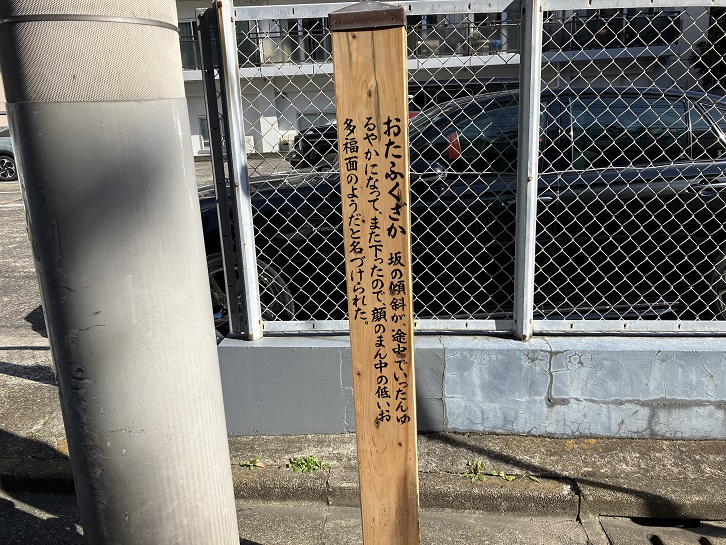 おたふくざか 坂の傾斜が、途中でいったんゆ
るやかになって、また下ったので、顔のまん中の低い、お
多福面のようだと名づけられた。